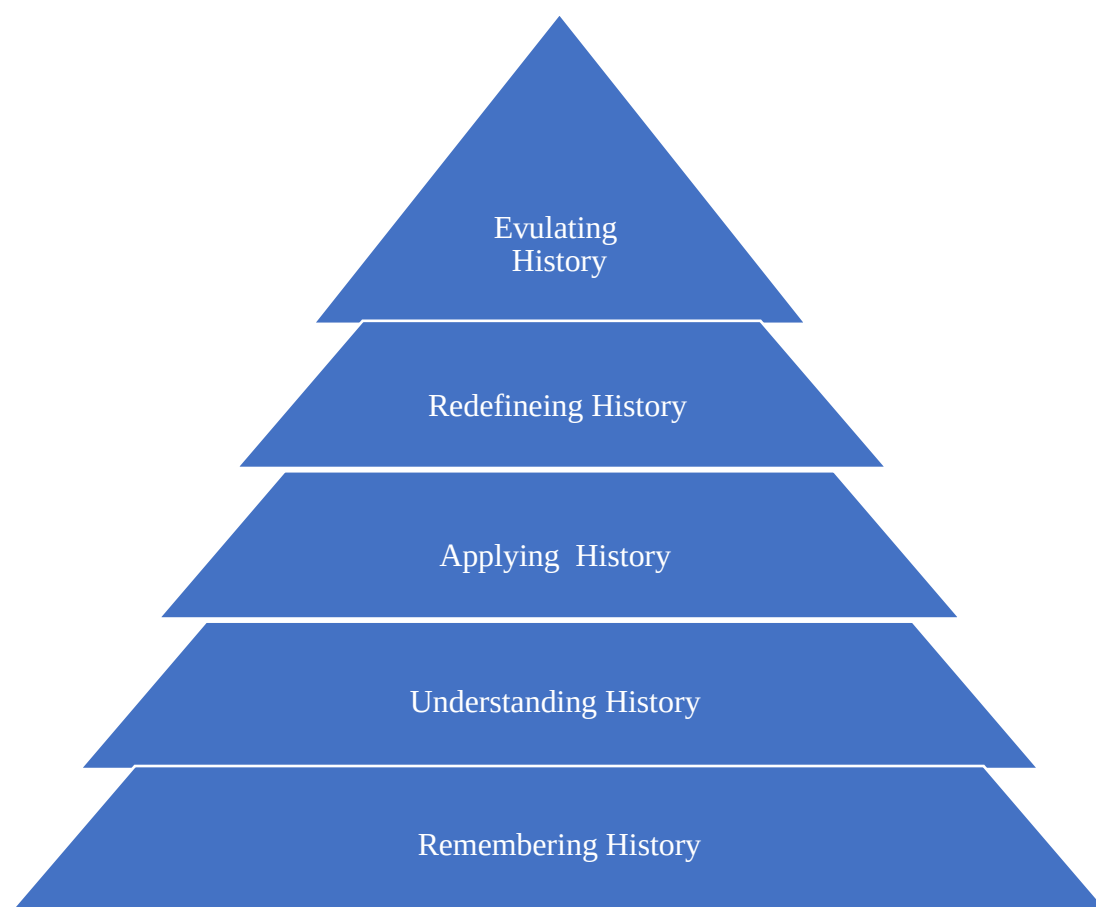 Evulating
History
Redefineing History
Applying  History
Understanding History
Remembering History